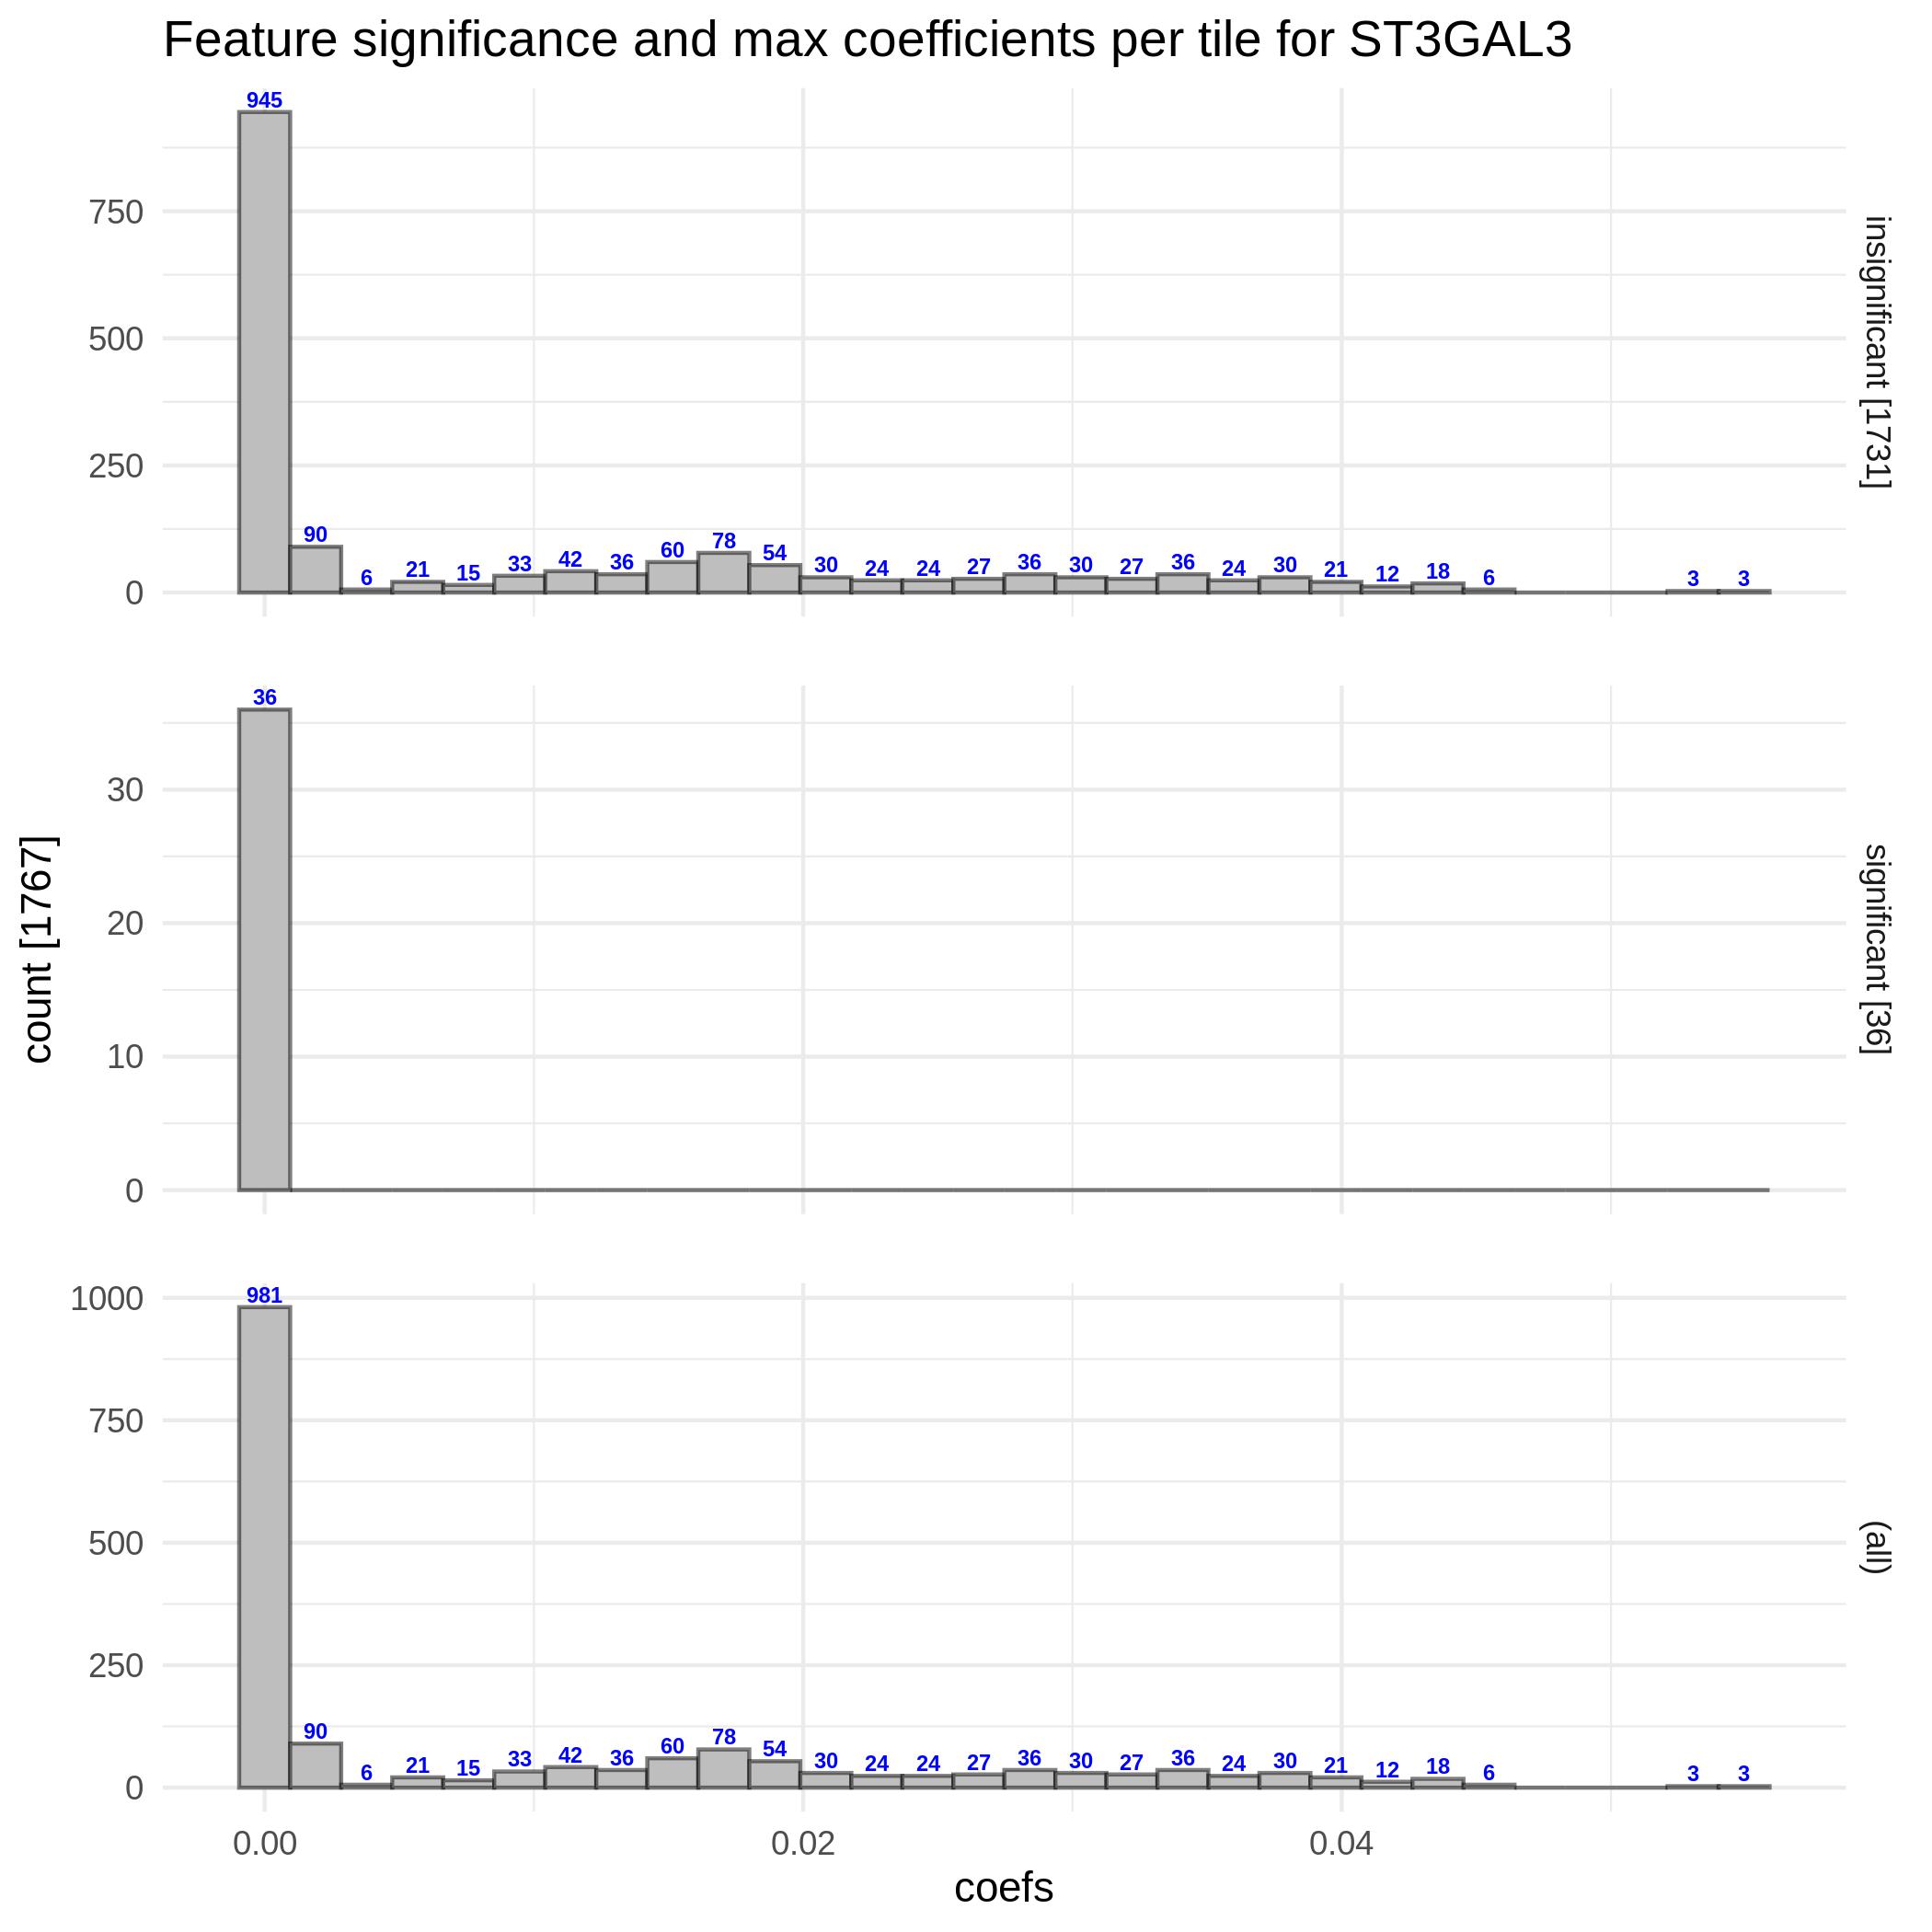 Feature significance and max coefficients per tile for ST3GAL3
945
90 6 21 15 33 42 36 60 78 54 30 24 24 27 36 30 27 36 24 30 21 12 18 6 3 3
750
500
250
0
insignificant [1731]
36
30
20
10
0
significant [36]
count [1767]
981
90 6 21 15 33 42 36 60 78 54 30 24 24 27 36 30 27 36 24 30 21 12 18 6 3 3
1000
750
500
250
0
(all)
0.00 0.02 0.04
coefs